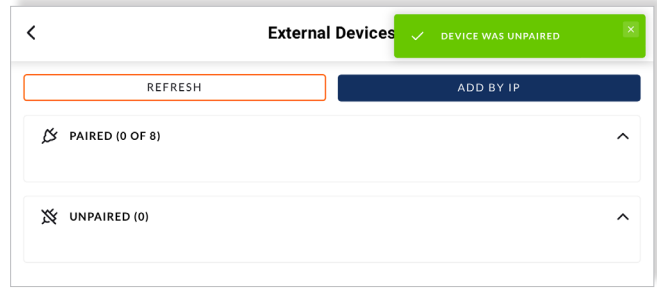 External Devices
DEVICE WAS UNPAIRED
REFRESH
ADD BY IP
PAIRED (0 OF 8)
UNPAIRED (0)